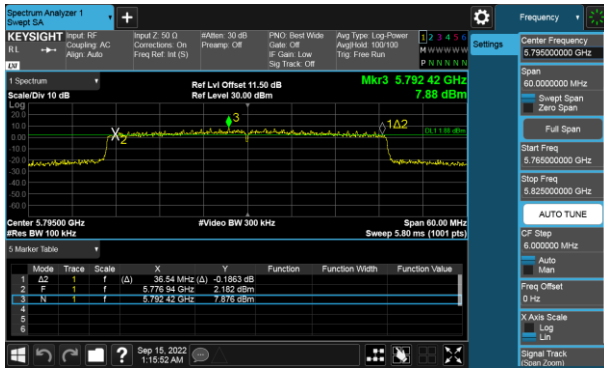 Spectrum Analyzer 1
Swept SA
+
Frequency
KEYSIGHT
RL
Input: RF
Coupling: AC
Align: Auto
Input Z: 50 Ω
Corrections: On
Freq Ref: Int (S)
#Atten: 30 dB
Preamp: Off
PNO: Best Wide
Gate: Off
IF Gain: Low
Sig Track: Off
Avg Type: Log-Power
Avg|Hold: 100/100
Trig: Free Run
1 2 3 4 5 6
M W W W W W
P N N N N N
Settings
Center Frequency
5.795000000 GHz
Span
60.0000000 MHz
Swept Span
Zero Span
Full Span
Start Freq
5.765000000 GHz
Stop Freq
5.825000000 GHz
AUTO TUNE
CF Step
6.000000 MHz
Auto
Man
Freq Offset
0 Hz
X Axis Scale
Log
Lin
Signal Track
(Span Zoom)
1 Spectrum
Scale/Div 10 dB
Ref Lvl Offset 11.50 dB
Ref Level 30.00 dBm
Mkr3 5.792 42 GHz
7.88 dBm
Log
20.0
10.0
0.00
-10.0
-20.0
-30.0
-40.0
-50.0
-60.0
X2
3
1Δ2
Center 5.79500 GHz
#Res BW 100 kHz
#Video BW 300 kHz
Span 60.00 MHz
Sweep 5.80 ms (1001 pts)
5 Marker Table
Mode Trace Scale X Y Function Function Width Function Value
1 Δ2 1 f (Δ) 36.54 MHz (Δ) -0.1863 dB
2 F 1 f 5.776 94 GHz 2.182 dBm
3 N 1 f 5.792 42 GHz 7.876 dBm
4
5
6
?
Sep 15, 2022
1:15:52 AM